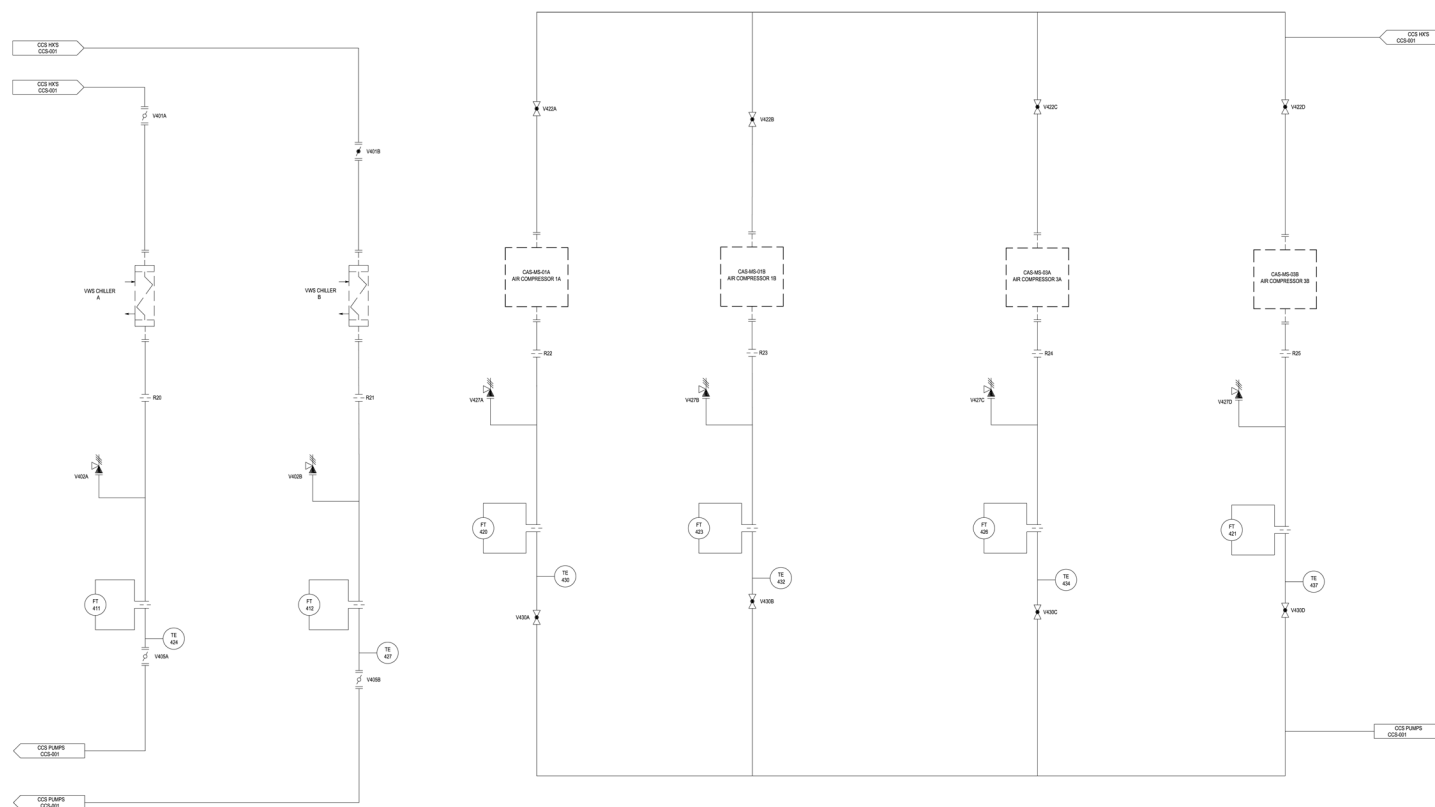 CCS HX'S
CCS-001
CCS HX'S
CCS-001
CCS HX'S
CCS-001
V401A
V401B
V422A
V422B
V422C
V422D
VWS CHILLER
A
VWS CHILLER
B
CAS-MS-01A
AIR COMPRESSOR 1A
CAS-MS-01B
AIR COMPRESSOR 1B
CAS-MS-03A
AIR COMPRESSOR 3A
CAS-MS-03B
AIR COMPRESSOR 3B
R22
R23
R24
R25
R20
R21
V427A
V427B
V427C
V427D
V402A
V402B
FT
420
FT
423
FT
426
FT
421
TE
430
TE
432
TE
434
TE
437
FT
411
FT
412
V430A
V430B
V430C
V430D
TE
424
TE
427
V405A
V405B
CCS PUMPS
CCS-001
CCS PUMPS
CCS-001
CCS PUMPS
CCS-001